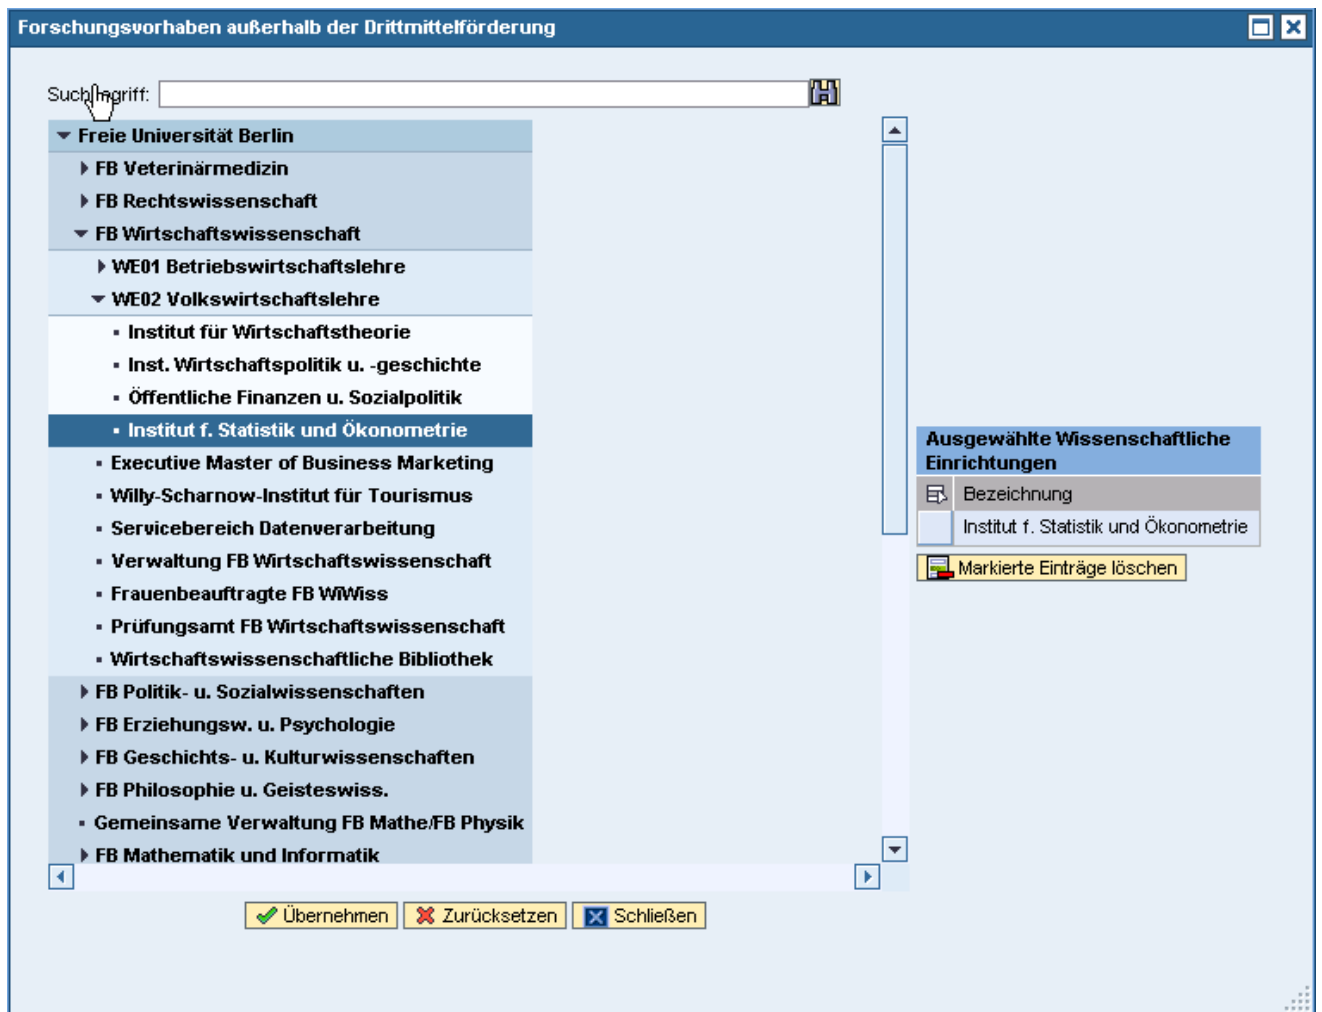 Forschungsvorhaben außerhalb der Drittmittelförderung
Suchbegriff:
Freie Universität Berlin
FB Veterinärmedizin
FB Rechtswissenschaft
FB Wirtschaftswissenschaft
WE01 Betriebswirtschaftslehre
WE02 Volkswirtschaftslehre
Institut für Wirtschaftstheorie
Inst. Wirtschaftspolitik u. -geschichte
Öffentliche Finanzen u. Sozialpolitik
Institut f. Statistik und Ökonometrie
Executive Master of Business Marketing
Willy-Scharnow-Institut für Tourismus
Servicebereich Datenverarbeitung
Verwaltung FB Wirtschaftswissenschaft
Frauenbeauftragte FB WiWiss
Prüfungsamt FB Wirtschaftswissenschaft
Wirtschaftswissenschaftliche Bibliothek
FB Politik- u. Sozialwissenschaften
FB Erziehungsw. u. Psychologie
FB Geschichts- u. Kulturwissenschaften
FB Philosophie u. Geisteswiss.
Gemeinsame Verwaltung FB Mathe/FB Physik
FB Mathematik und Informatik
Ausgewählte Wissenschaftliche
Einrichtungen
Bezeichnung
Institut f. Statistik und Ökonometrie
Markierte Einträge löschen
Übernehmen Zurücksetzen Schließen